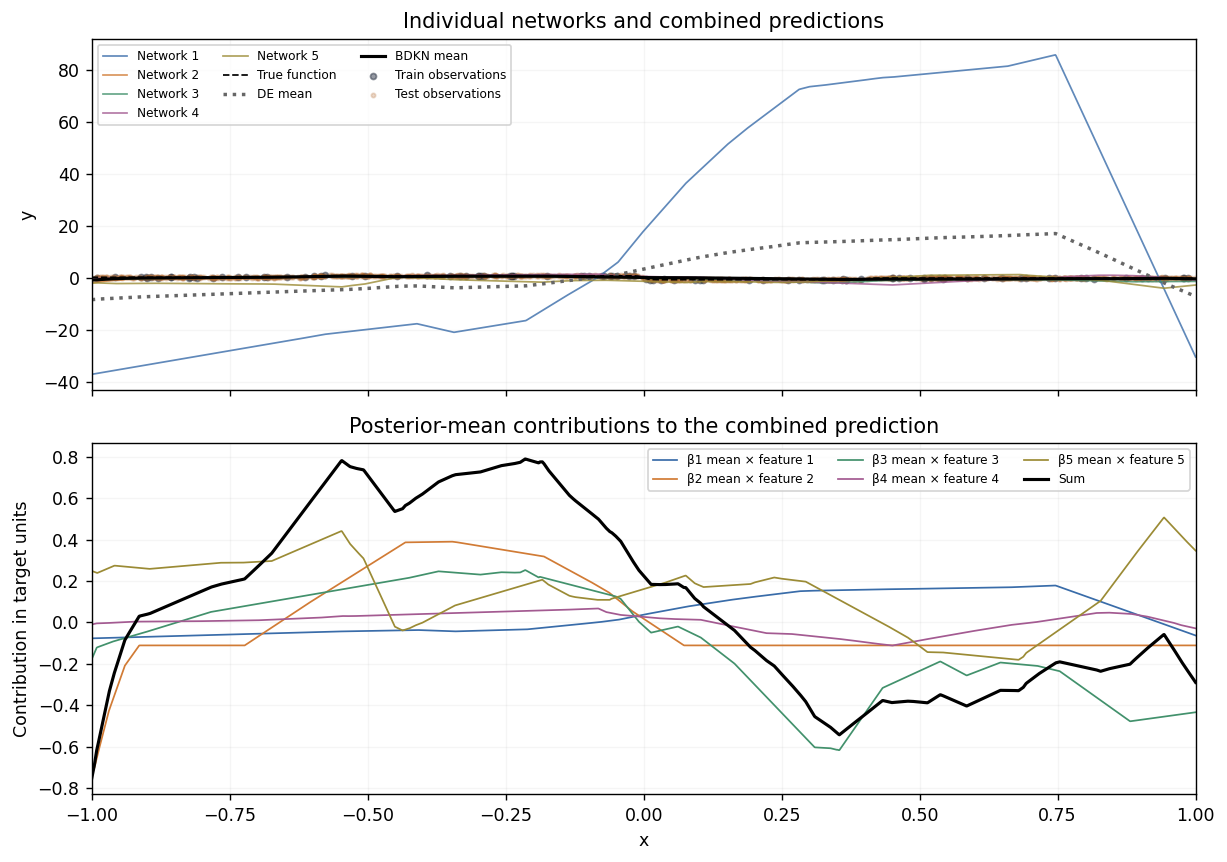 Individual networks and combined predictions
y
80
60
40
20
0
−20
−40
Network 1
Network 2
Network 3
Network 4
Network 5
True function
DE mean
BDKN mean
Train observations
Test observations
Posterior-mean contributions to the combined prediction
Contribution in target units
0.8
0.6
0.4
0.2
0.0
−0.2
−0.4
−0.6
−0.8
β1 mean × feature 1
β2 mean × feature 2
β3 mean × feature 3
β4 mean × feature 4
β5 mean × feature 5
Sum
−1.00 −0.75 −0.50 −0.25 0.00 0.25 0.50 0.75 1.00
x